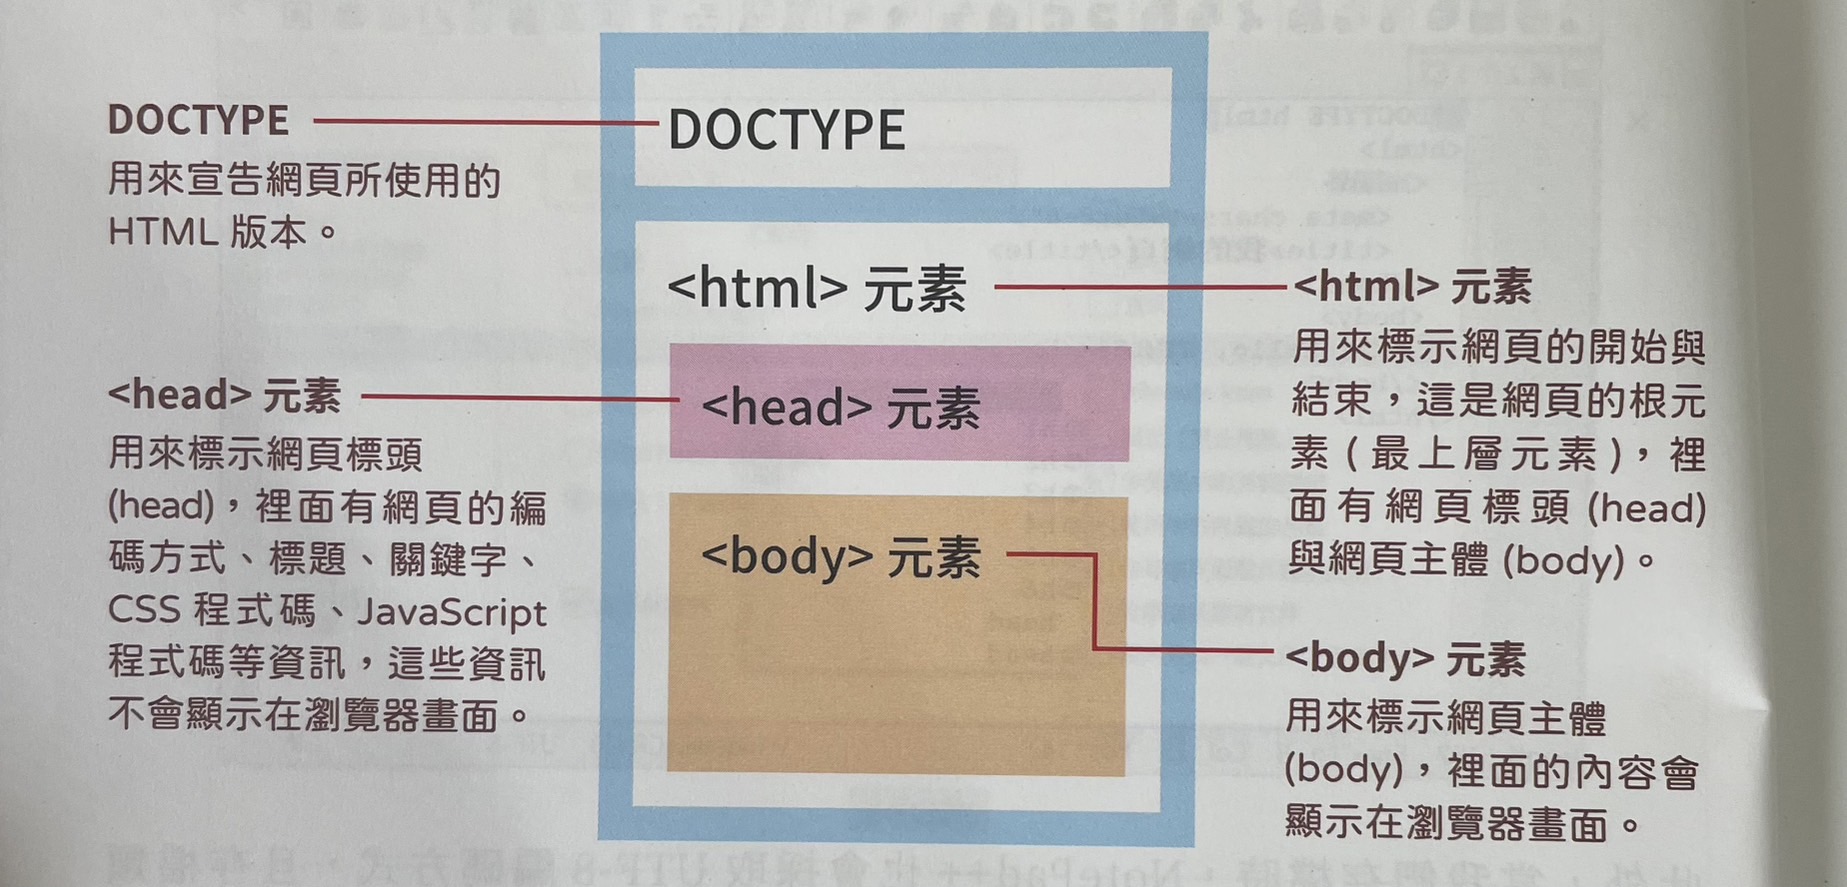 DOCTYPE
用來宣告網頁所使用的
HTML 版本。
<head> 元素
用來標示網頁標頭
(head)，裡面有網頁的編
碼方式、標題、關鍵字、
CSS 程式碼、JavaScript
程式碼等資訊，這些資訊
不會顯示在瀏覽器畫面。
DOCTYPE
<html> 元素
<head> 元素
<body> 元素
<html> 元素
用來標示網頁的開始與
結束，這是網頁的根元
素 (最上層元素)，裡
面有網頁標頭 (head)
與網頁主體 (body)。
<body> 元素
用來標示網頁主體
(body)，裡面的內容會
顯示在瀏覽器畫面。